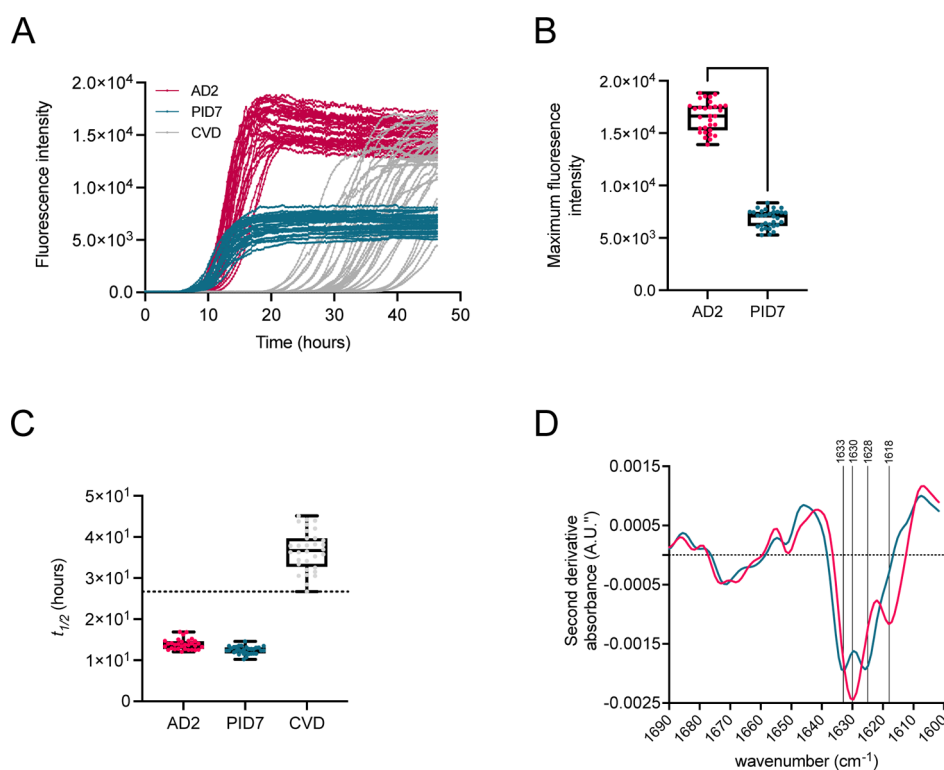 A
Fluorescence intensity
2.0×10⁴
1.5×10⁴
1.0×10⁴
5.0×10³
0.0
AD2
PID7
CVD
0 10 20 30 40 50
Time (hours)
B
Maximum fluoresence
intensity
2.0×10⁴
1.5×10⁴
1.0×10⁴
5.0×10³
0.0
AD2 PID7
C
t1/2 (hours)
5×10¹
4×10¹
3×10¹
2×10¹
1×10¹
0
AD2 PID7 CVD
D
Second derivative
absorbance (A.U.")
0.0015
0.0005
-0.0005
-0.0015
-0.0025
1633 1630 1628 1618
1690 1680 1670 1660 1650 1640 1630 1620 1610 1600
wavenumber (cm⁻¹)